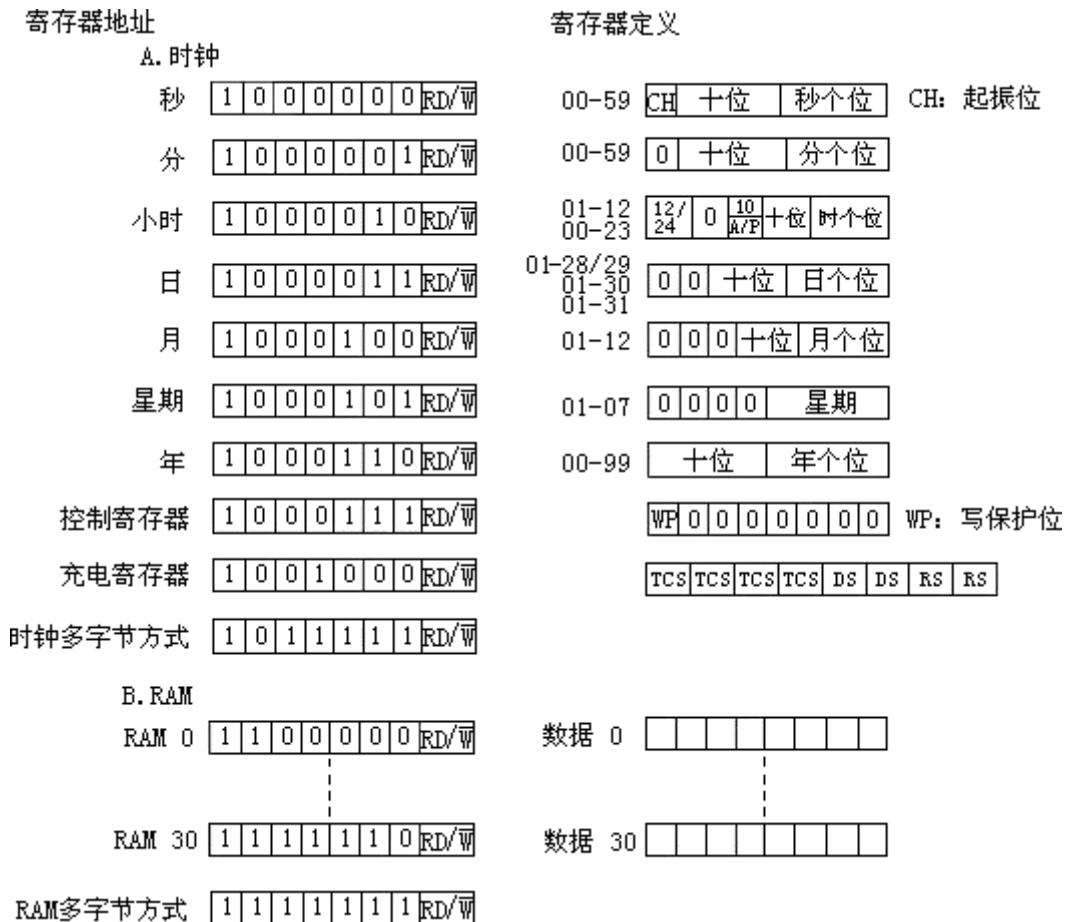 寄存器地址 寄存器定义
A.时钟
秒 1 0 0 0 0 0 0 RD/W̅ 00-59 CH 十位 秒个位 CH: 起振位
分 1 0 0 0 0 0 1 RD/W̅ 00-59 0 十位 分个位
小时 1 0 0 0 0 1 0 RD/W̅ 01-12 00-23 12/24 0 10 A/P 十位 时个位
日 1 0 0 0 0 1 1 RD/W̅ 01-28/29 01-30 01-31 0 0 十位 日个位
月 1 0 0 0 1 0 0 RD/W̅ 01-12 0 0 0 十位 月个位
星期 1 0 0 0 1 0 1 RD/W̅ 01-07 0 0 0 0 星期
年 1 0 0 0 1 1 0 RD/W̅ 00-99 十位 年个位
控制寄存器 1 0 0 0 1 1 1 RD/W̅ WP 0 0 0 0 0 0 0 WP: 写保护位
充电寄存器 1 0 0 1 0 0 0 RD/W̅ TCS TCS TCS TCS DS DS RS RS
时钟多字节方式 1 0 1 1 1 1 1 RD/W̅
B.RAM
RAM 0 1 1 0 0 0 0 0 RD/W̅ 数据 0
RAM 30 1 1 1 1 1 1 0 RD/W̅ 数据 30
RAM多字节方式 1 1 1 1 1 1 1 RD/W̅